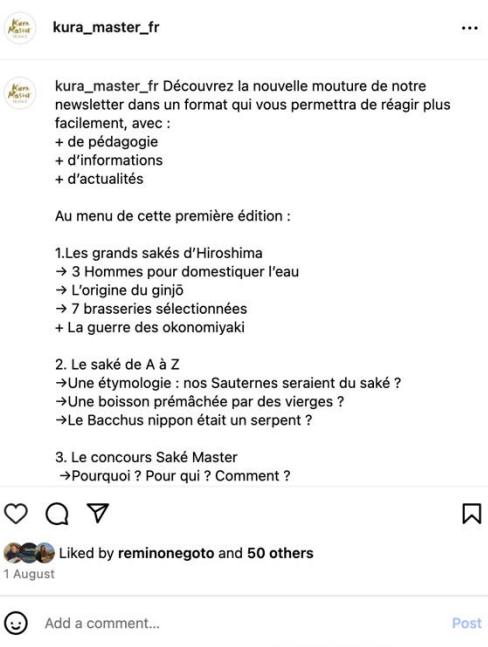 Kura Master
kura_master_fr
Kura Master
kura_master_fr Découvrez la nouvelle mouture de notre
newsletter dans un format qui vous permettra de réagir plus
facilement, avec :
+ de pédagogie
+ d’informations
+ d’actualités
Au menu de cette première édition :
1.Les grands sakés d’Hiroshima
→ 3 Hommes pour domestiquer l’eau
→ L’origine du ginjō
→ 7 brasseries sélectionnées
+ La guerre des okonomiyaki
2. Le saké de A à Z
→Une étymologie : nos Sauternes seraient du saké ?
→Une boisson prémâchée par des vierges ?
→Le Bacchus nippon était un serpent ?
3. Le concours Saké Master
→Pourquoi ? Pour qui ? Comment ?
Liked by reminonegoto and 50 others
1 August
Add a comment...
Post